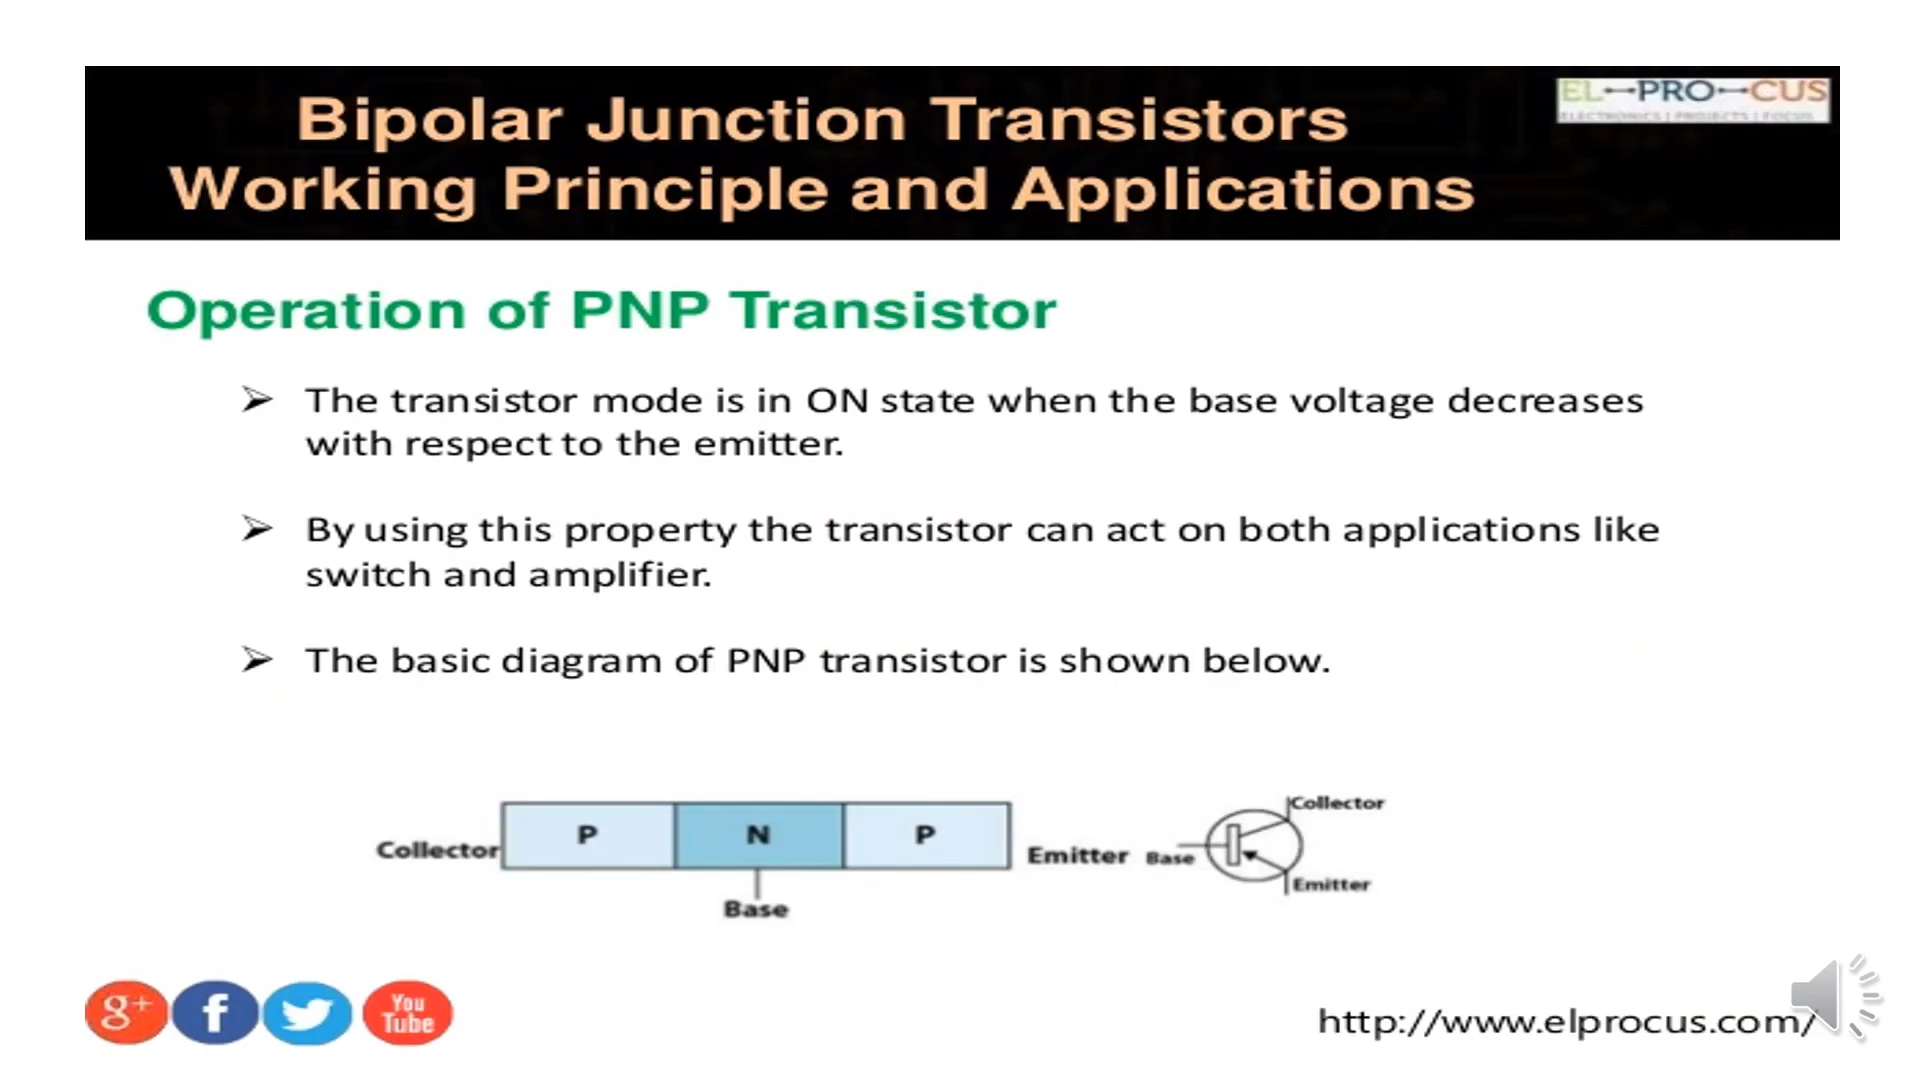 Bipolar Junction Transistors
Working Principle and Applications
EL PRO CUS
ELECTRONICS | PROJECTS | FOCUS
Operation of PNP Transistor
The transistor mode is in ON state when the base voltage decreases
with respect to the emitter.
By using this property the transistor can act on both applications like
switch and amplifier.
The basic diagram of PNP transistor is shown below.
Collector P N P Emitter
Base
Collector
Base
Emitter
g+ f You Tube
http://www.elprocus.com/